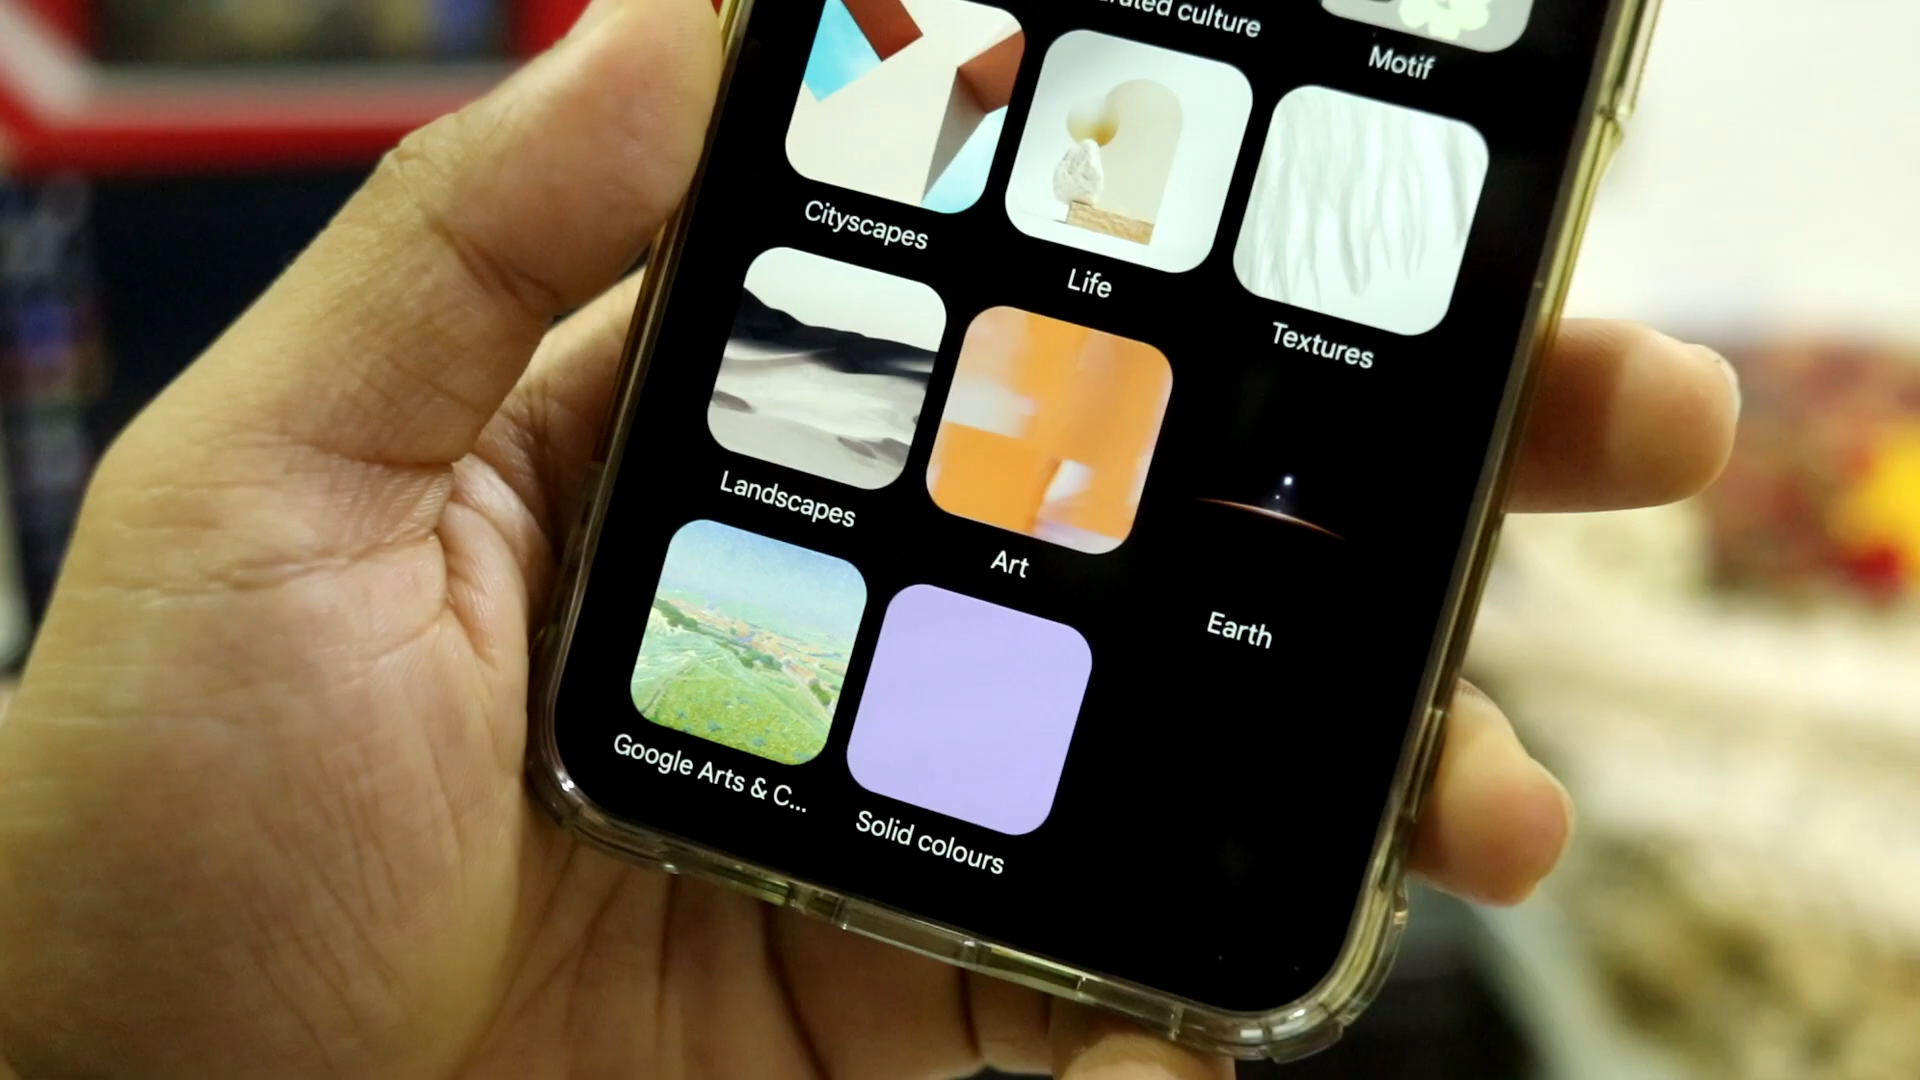 culture
Motif
Cityscapes
Life
Textures
Landscapes
Art
Earth
Google Arts & C...
Solid colours